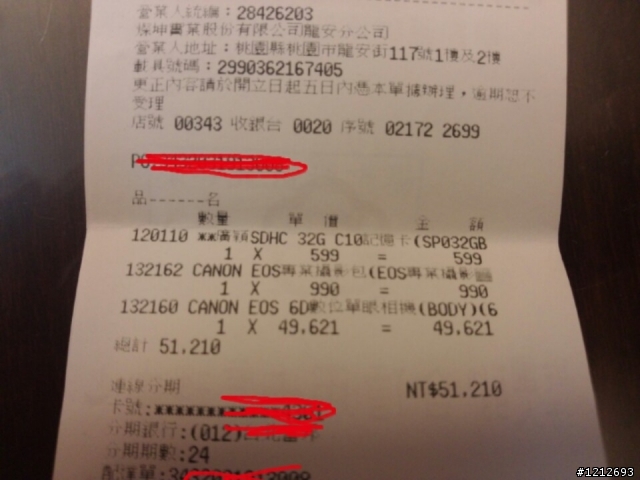 營業人統編：28426203
燦坤實業股份有限公司龍安分公司
營業人地址：桃園縣桃園市龍安街117號1樓及2樓
載具號碼：2990362167405
更正內容請於開立日起五日內憑本單據辦理，逾期恕不
受理
店號 00343 收銀台 0020 序號 02172 2699
品------名
數量 單 價 金 額
120110 **廣穎SDHC 32G C10記憶卡(SP032GB
1 X 599 = 599
132162 CANON EOS專業攝影包(EOS專業攝影
1 X 990 = 990
132160 CANON EOS 6D數位單眼相機(BODY)(6
1 X 49,621 = 49,621
總計 51,210
連線分期 NT$51,210
卡號:***********
分期銀行:(012)
分期期數:24
#1212693